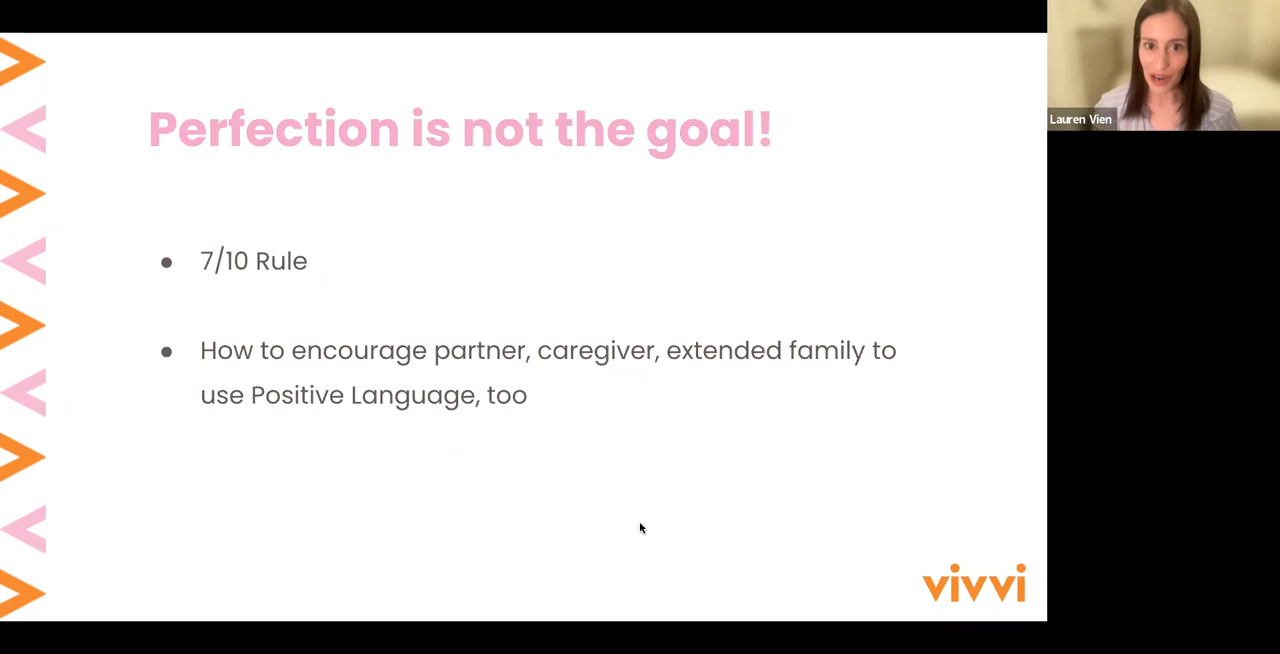 Perfection is not the goal!
● 7/10 Rule
● How to encourage partner, caregiver, extended family to
use Positive Language, too
vivvi
Lauren Vien